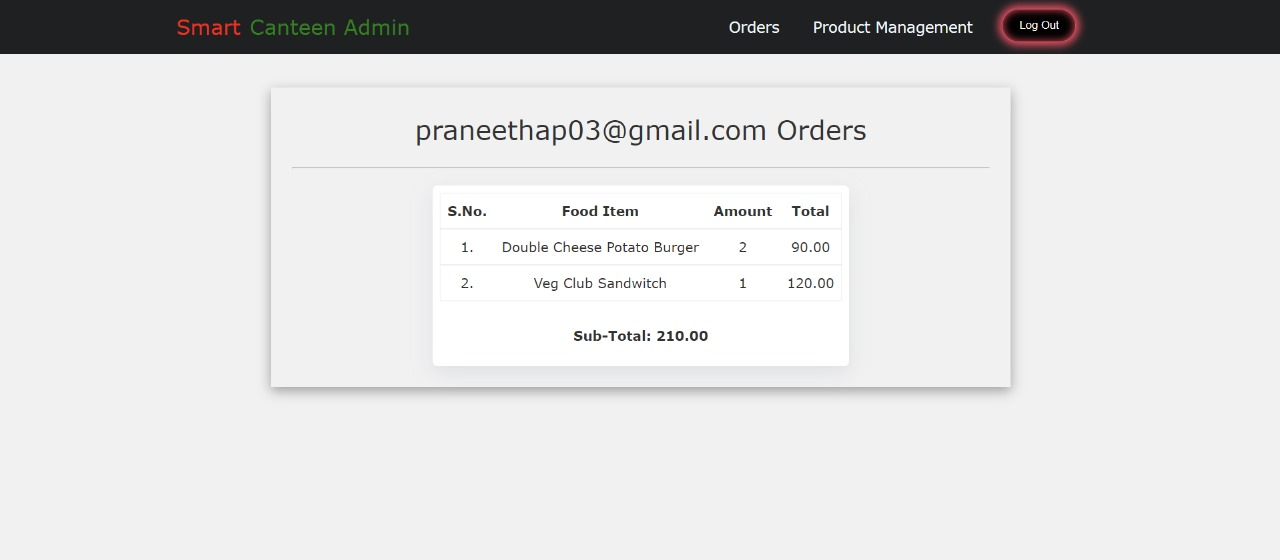 Smart Canteen Admin Orders Product Management Log Out
praneethap03@gmail.com Orders
S.No. Food Item Amount Total
1. Double Cheese Potato Burger 2 90.00
2. Veg Club Sandwitch 1 120.00
Sub-Total: 210.00